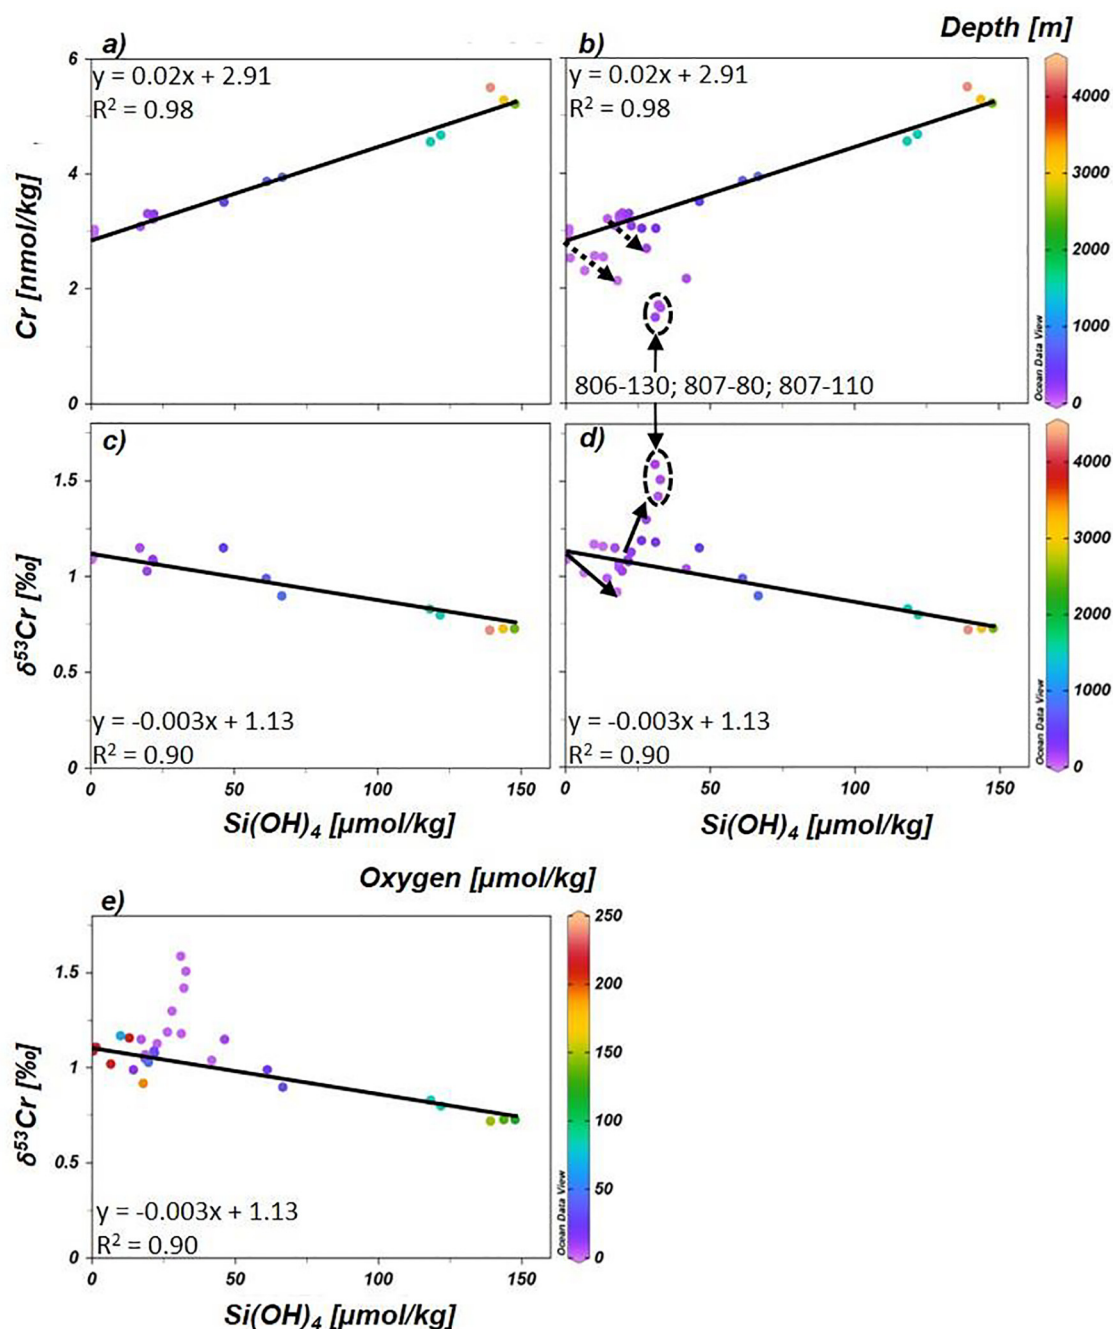 Depth [m]
a)
b)
y = 0.02x + 2.91
R² = 0.98
y = 0.02x + 2.91
R² = 0.98
Cr [nmol/kg]
6
4
2
0
806-130; 807-80; 807-110
4000
3000
2000
1000
0
Ocean Data View
c)
d)
δ⁵³Cr [‰]
1.5
1
0.5
0
y = -0.003x + 1.13
R² = 0.90
y = -0.003x + 1.13
R² = 0.90
4000
3000
2000
1000
0
Ocean Data View
0 50 100 150
0 50 100 150
Si(OH)₄ [µmol/kg]
Si(OH)₄ [µmol/kg]
Oxygen [µmol/kg]
e)
δ⁵³Cr [‰]
1.5
1
0.5
0
y = -0.003x + 1.13
R² = 0.90
250
200
150
100
50
0
Ocean Data View
0 50 100 150
Si(OH)₄ [µmol/kg]